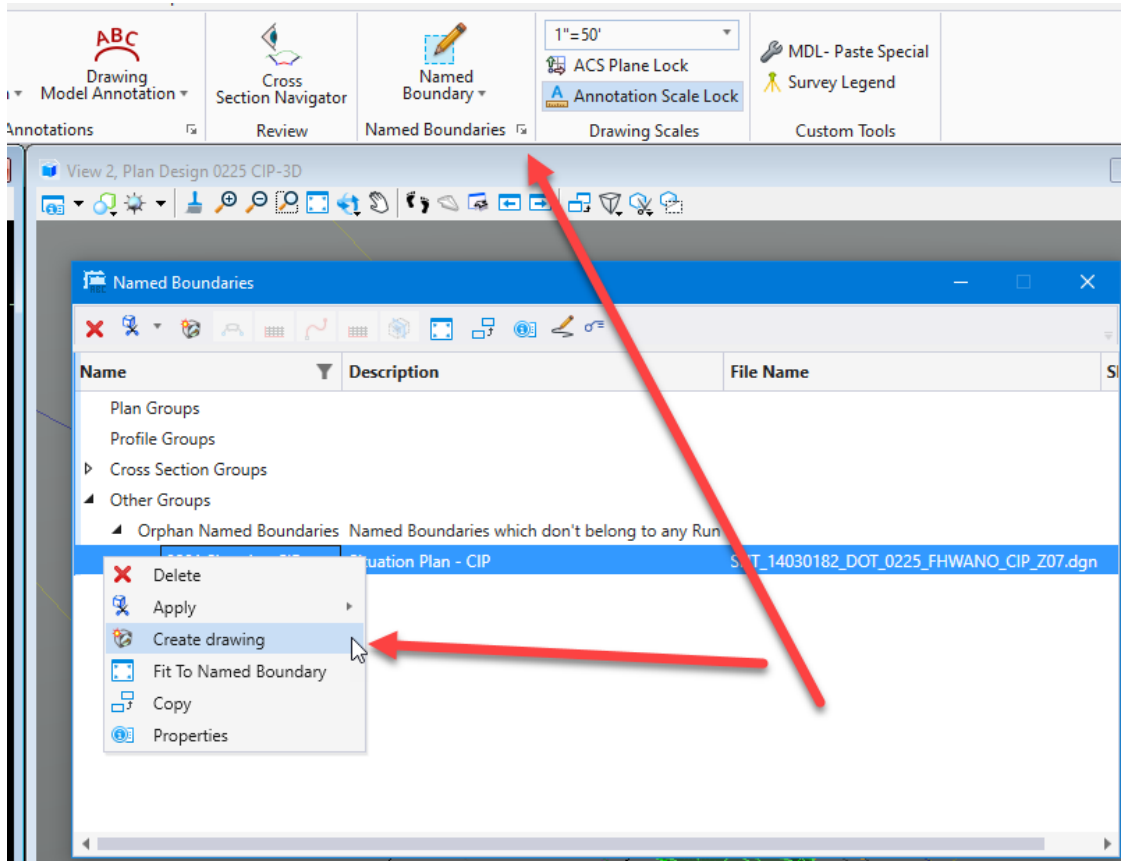 ABC
1"=50'
Drawing
Model Annotation
Cross
Section Navigator
Named
Boundary
ACS Plane Lock
A Annotation Scale Lock
MDL- Paste Special
Survey Legend
Annotations
Review
Named Boundaries
Drawing Scales
Custom Tools
View 2, Plan Design 0225 CIP-3D
Named Boundaries
Name
Description
File Name
Plan Groups
Profile Groups
Cross Section Groups
Other Groups
Orphan Named Boundaries Named Boundaries which don't belong to any Run
Plan - CIP
14030182_DOT_0225_FHWANO_CIP_Z07.dgn
Delete
Apply
Create drawing
Fit To Named Boundary
Copy
Properties